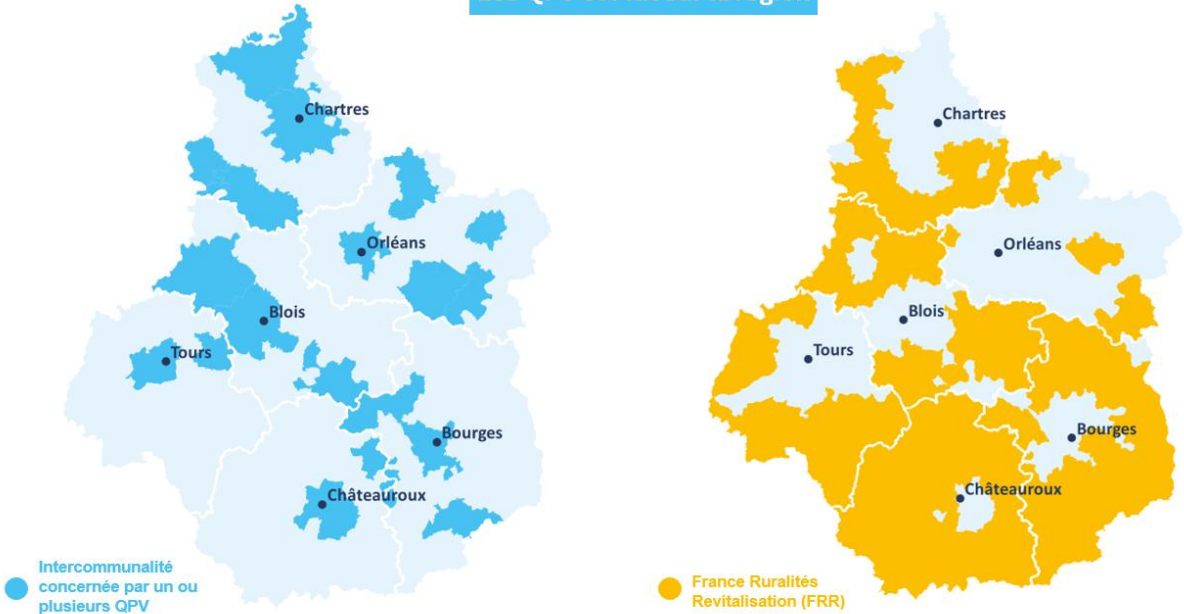 Chartres
Orléans
Blois
Tours
Bourges
Châteauroux
Intercommunalité
concernée par un ou
plusieurs QPV
Chartres
Orléans
Blois
Tours
Bourges
Châteauroux
France Ruralités
Revitalisation (FRR)